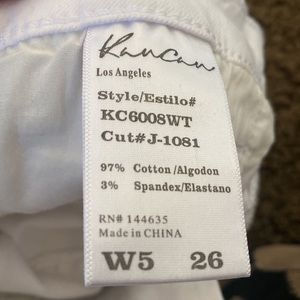 KanCan
Los Angeles
Style/Estilo#
KC6008WT
Cut#J-1081
97% Cotton/Algodon
3% Spandex/Elastano
RN# 144635
Made in CHINA
W5 26